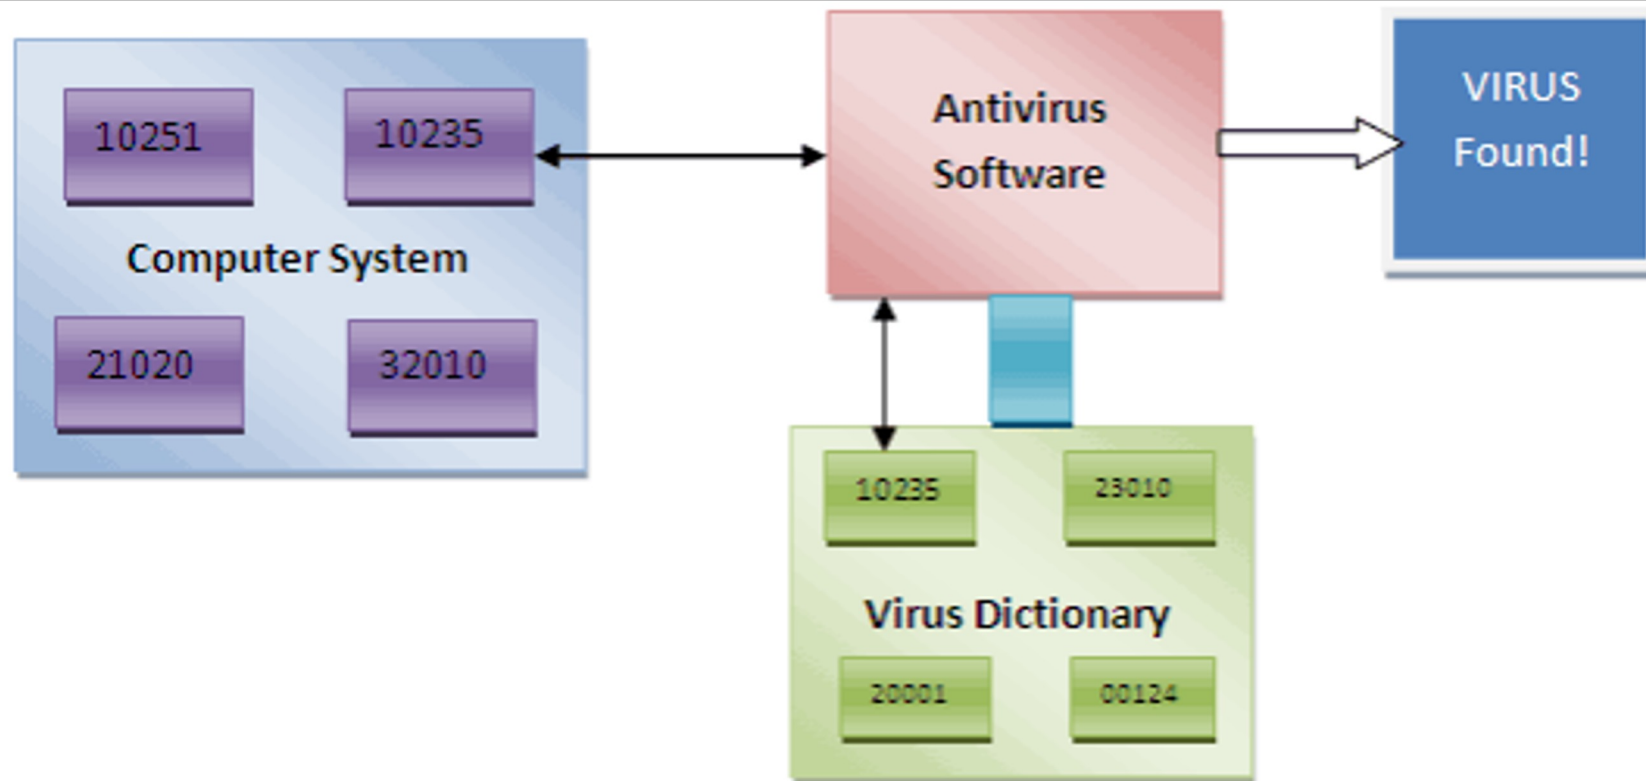 10251
10235
Computer System
21020
32010
Antivirus
Software
VIRUS
Found!
10235
23010
Virus Dictionary
20001
00124